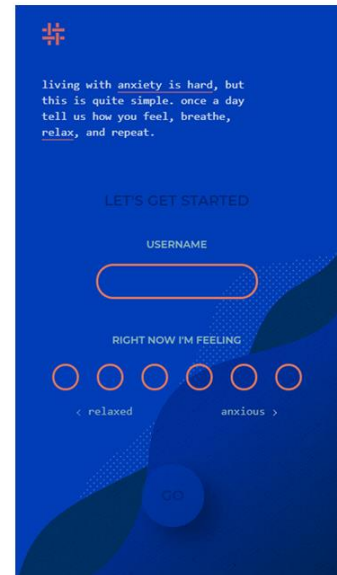 living with anxiety is hard, but
this is quite simple. once a day
tell us how you feel, breathe,
relax, and repeat.
LET'S GET STARTED
USERNAME
RIGHT NOW I'M FEELING
< relaxed
anxious >
GO